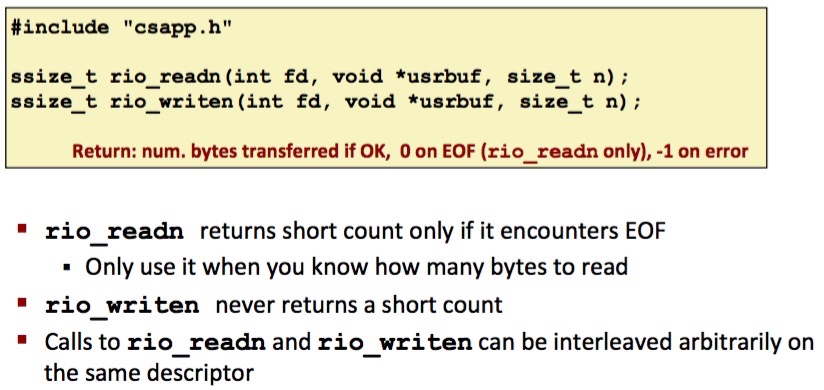 #include "csapp.h"
ssize_t rio_readn(int fd, void *usrbuf, size_t n);
ssize_t rio_writen(int fd, void *usrbuf, size_t n);
Return: num. bytes transferred if OK, 0 on EOF (rio_readn only), -1 on error
▪ rio_readn returns short count only if it encounters EOF
▪ Only use it when you know how many bytes to read
▪ rio_writen never returns a short count
▪ Calls to rio_readn and rio_writen can be interleaved arbitrarily on
the same descriptor